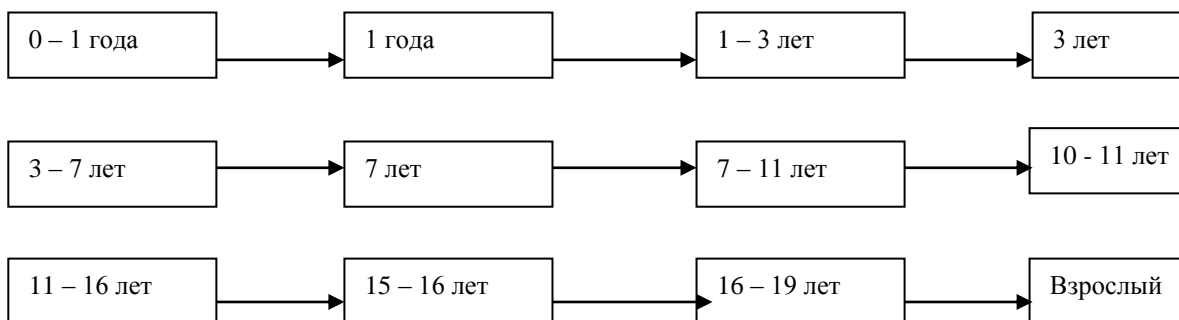 0 – 1 года
1 года
1 – 3 лет
3 лет
3 – 7 лет
7 лет
7 – 11 лет
10 - 11 лет
11 – 16 лет
15 – 16 лет
16 – 19 лет
Взрослый